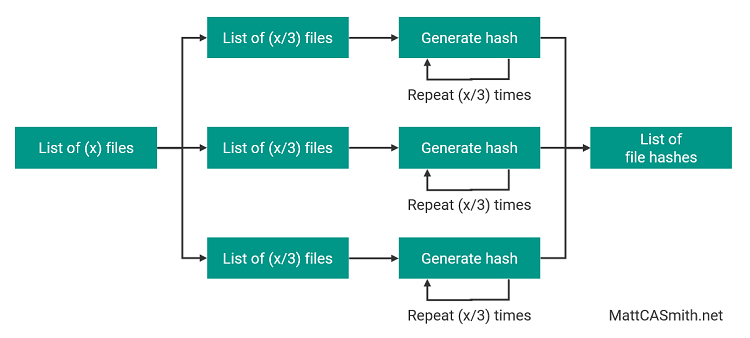 List of (x/3) files
Generate hash
Repeat (x/3) times
List of (x) files
List of (x/3) files
Generate hash
List of
file hashes
Repeat (x/3) times
List of (x/3) files
Generate hash
Repeat (x/3) times
MattCASmith.net